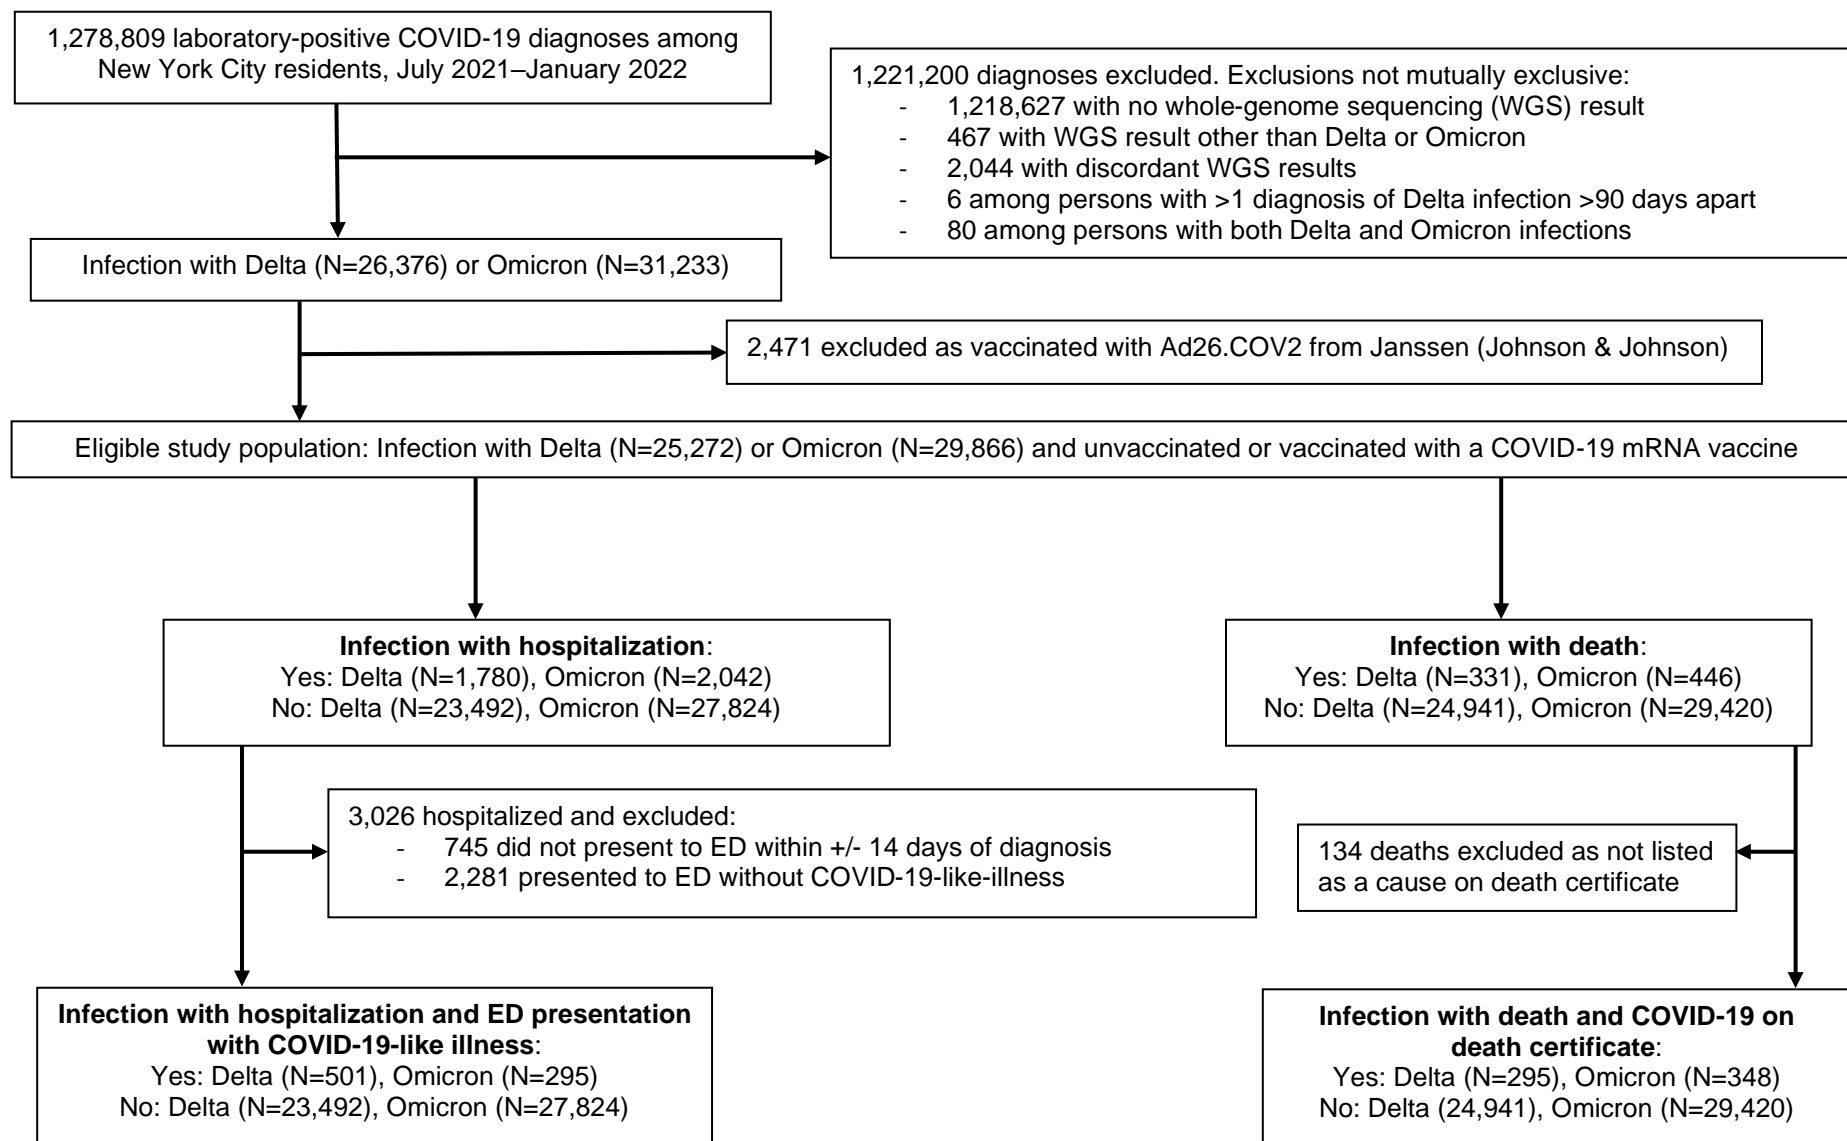 1,278,809 laboratory-positive COVID-19 diagnoses among
New York City residents, July 2021–January 2022
1,221,200 diagnoses excluded. Exclusions not mutually exclusive:
- 1,218,627 with no whole-genome sequencing (WGS) result
- 467 with WGS result other than Delta or Omicron
- 2,044 with discordant WGS results
- 6 among persons with >1 diagnosis of Delta infection >90 days apart
- 80 among persons with both Delta and Omicron infections
Infection with Delta (N=26,376) or Omicron (N=31,233)
2,471 excluded as vaccinated with Ad26.COV2 from Janssen (Johnson & Johnson)
Eligible study population: Infection with Delta (N=25,272) or Omicron (N=29,866) and unvaccinated or vaccinated with a COVID-19 mRNA vaccine
Infection with hospitalization:
Yes: Delta (N=1,780), Omicron (N=2,042)
No: Delta (N=23,492), Omicron (N=27,824)
Infection with death:
Yes: Delta (N=331), Omicron (N=446)
No: Delta (N=24,941), Omicron (N=29,420)
3,026 hospitalized and excluded:
- 745 did not present to ED within +/- 14 days of diagnosis
- 2,281 presented to ED without COVID-19-like-illness
134 deaths excluded as not listed
as a cause on death certificate
Infection with hospitalization and ED presentation
with COVID-19-like illness:
Yes: Delta (N=501), Omicron (N=295)
No: Delta (N=23,492), Omicron (N=27,824)
Infection with death and COVID-19 on
death certificate:
Yes: Delta (N=295), Omicron (N=348)
No: Delta (24,941), Omicron (N=29,420)